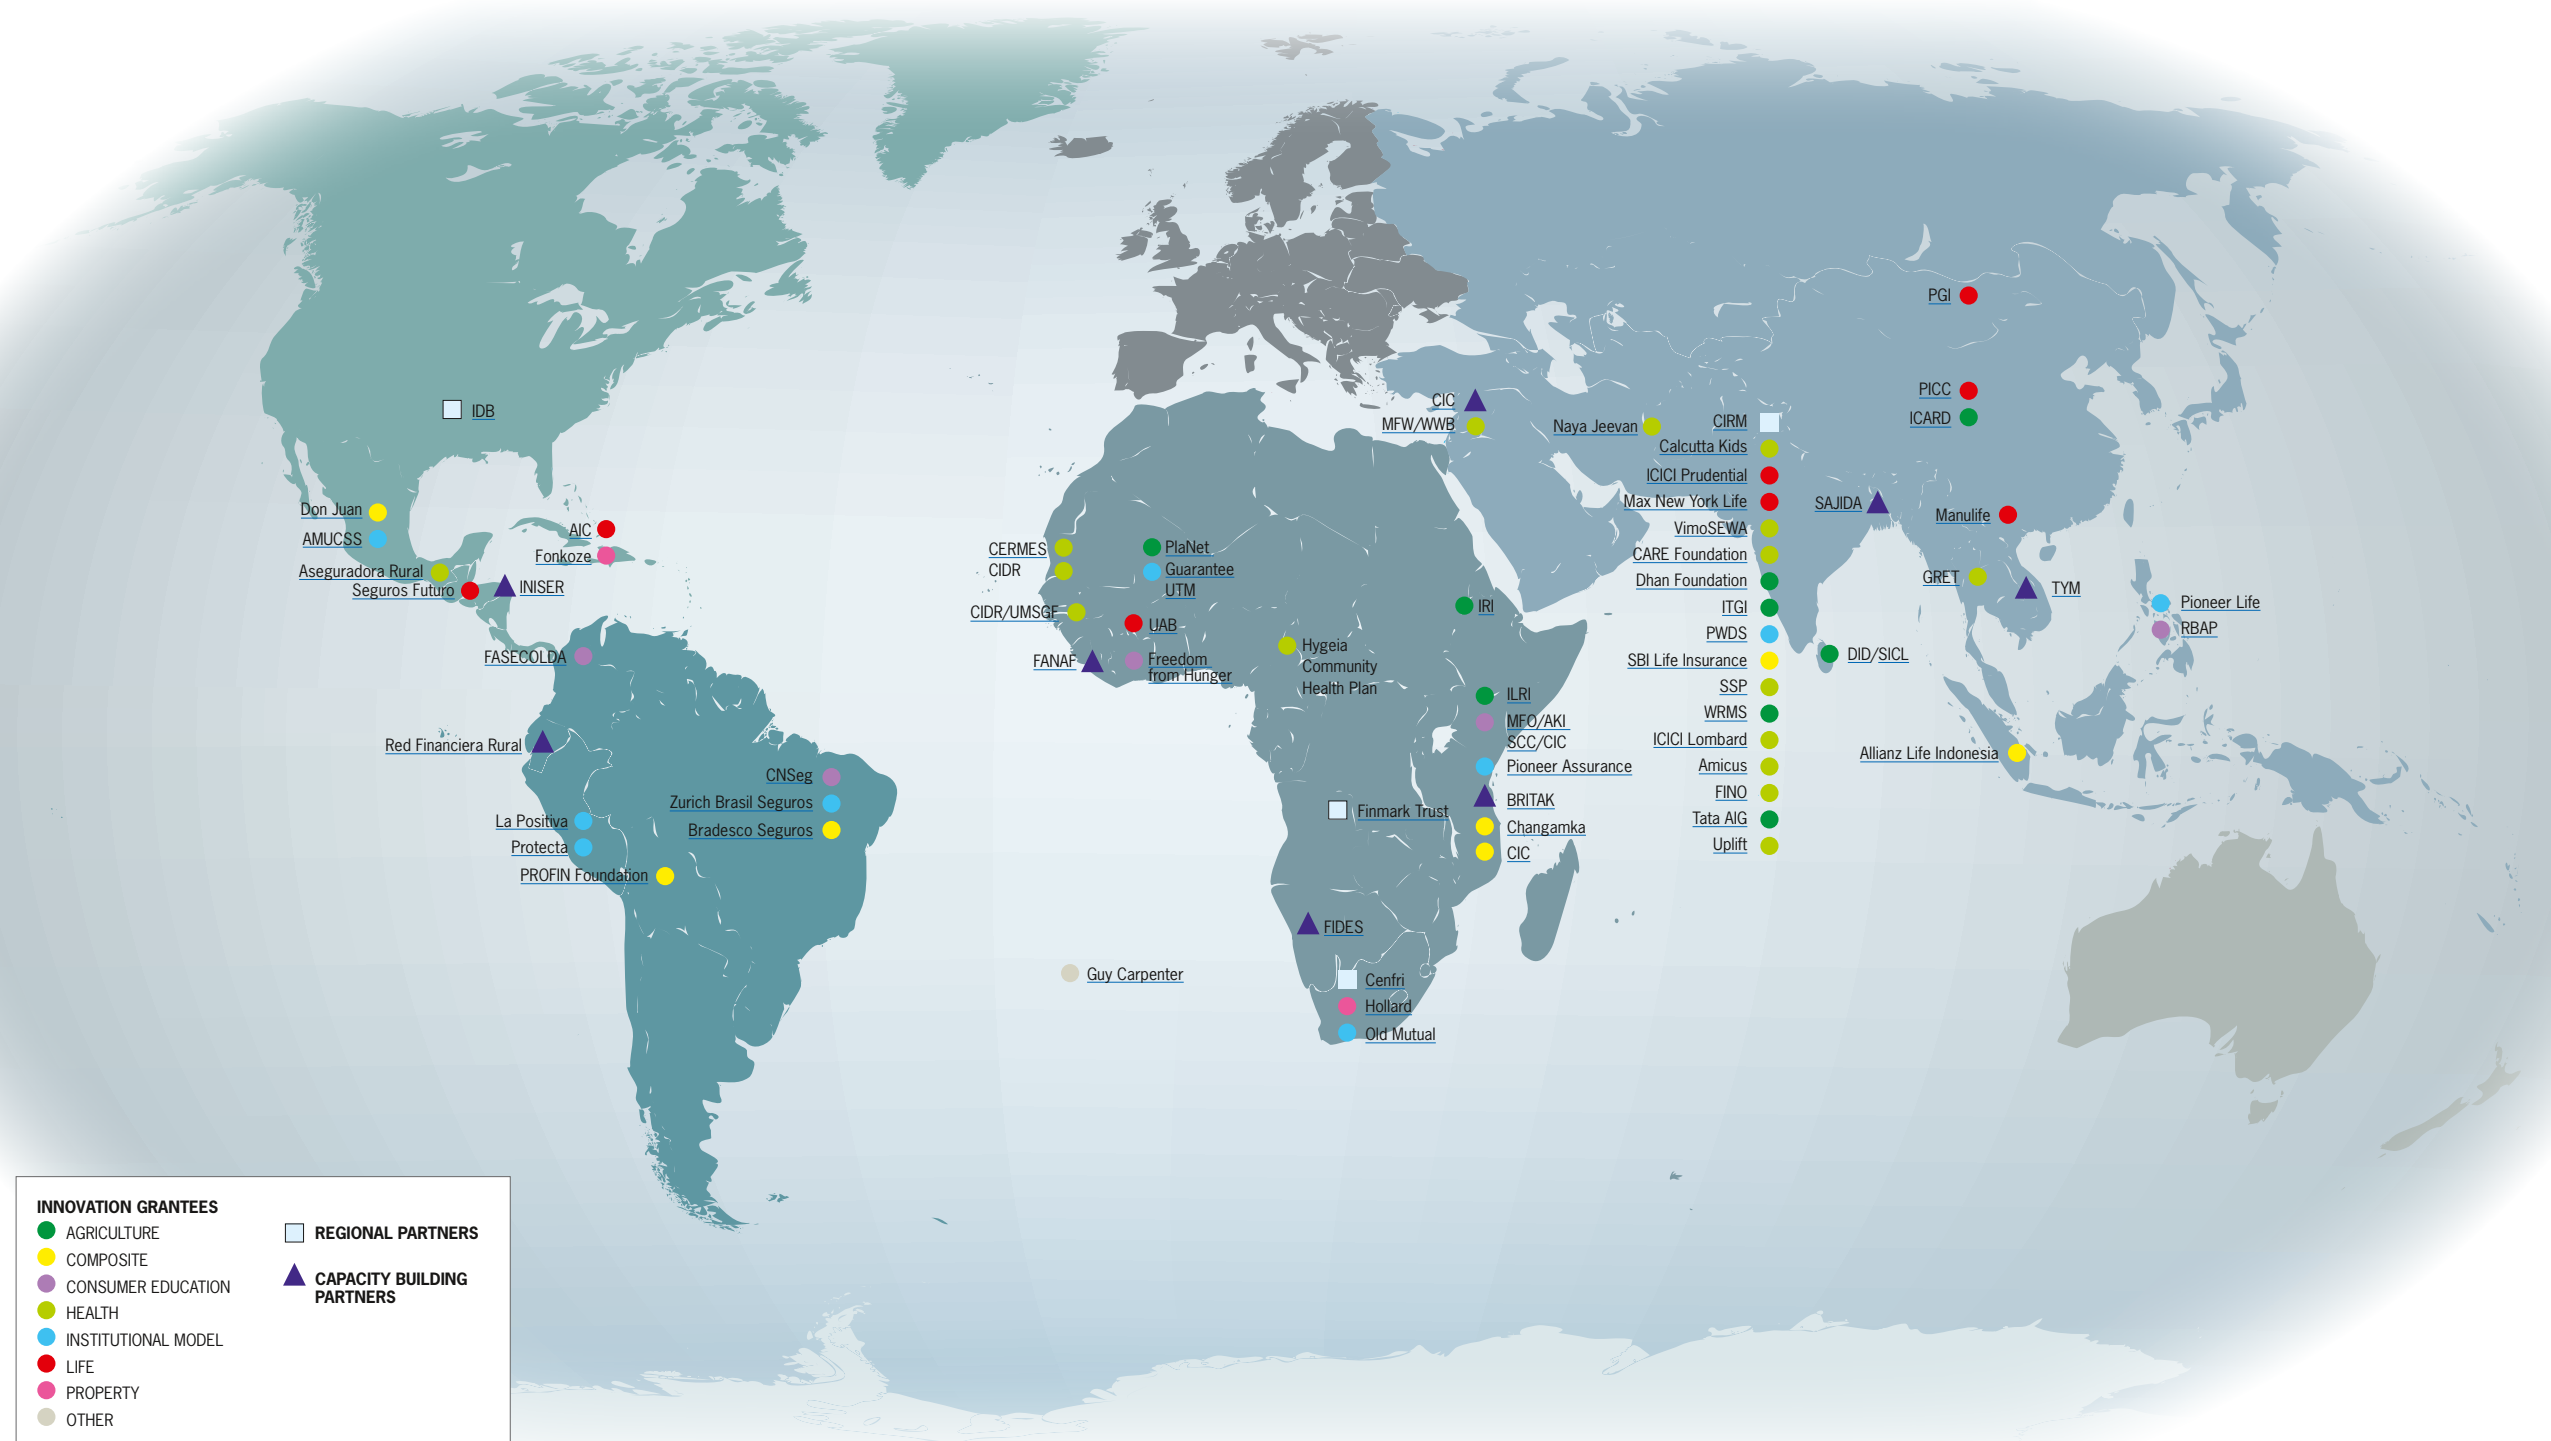 PGI
PICC
ICARD
IDB
CIC
MFW/WWB
Naya Jeevan
CIRM
Calcutta Kids
ICICI Prudential
Max New York Life
VimoSEWA
CARE Foundation
Dhan Foundation
ITGI
PWDS
SBI Life Insurance
SSP
WRMS
ICICI Lombard
Amicus
FINO
Tata AIG
Uplift
SAJIDA
Manulife
GRET
TYM
Pioneer Life
RBAP
DID/SICL
Allianz Life Indonesia
Don Juan
AMUCSS
Aseguradora Rural
Seguros Futuro
INISER
AIC
Fonkoze
FASECOLDA
Red Financiera Rural
CNSeg
Zurich Brasil Seguros
Bradesco Seguros
La Positiva
Protecta
PROFIN Foundation
CERMES
CIDR
CIDR/UMSGF
PlaNet
Guarantee
UTM
UAB
FANAF
Freedom
from Hunger
Hygeia
Community
Health Plan
IRI
ILRI
MFO/AKI
SCC/CIC
Pioneer Assurance
BRITAK
Changamka
CIC
Finmark Trust
FIDES
Guy Carpenter
Cenfri
Hollard
Old Mutual
INNOVATION GRANTEES
AGRICULTURE
COMPOSITE
CONSUMER EDUCATION
HEALTH
INSTITUTIONAL MODEL
LIFE
PROPERTY
OTHER
REGIONAL PARTNERS
CAPACITY BUILDING
PARTNERS